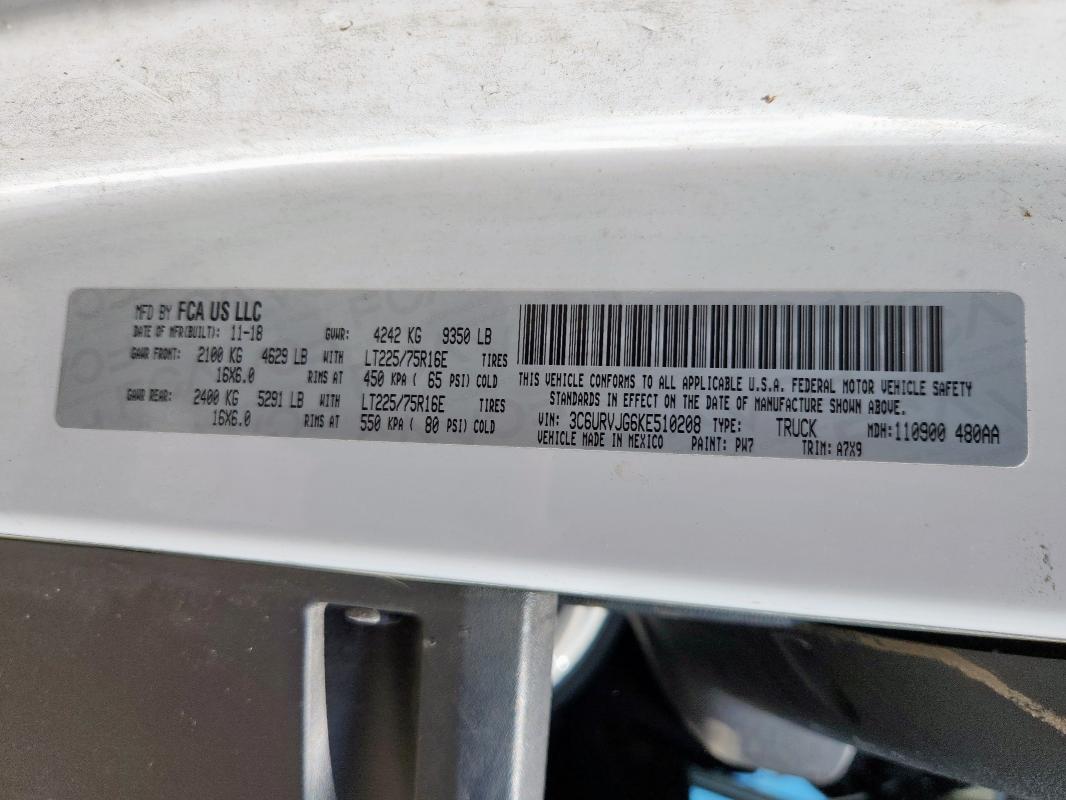 MFD BY FCA US LLC
DATE OF MFR(BUILT): 11-18 GVWR: 4242 KG 9350 LB
GAWR FRONT: 2100 KG 4629 LB WITH LT225/75R16E TIRES
16X6.0 RIMS AT 450 KPA ( 65 PSI) COLD
GAWR REAR: 2400 KG 5291 LB WITH LT225/75R16E TIRES
16X6.0 RIMS AT 550 KPA ( 80 PSI) COLD
THIS VEHICLE CONFORMS TO ALL APPLICABLE U.S.A. FEDERAL MOTOR VEHICLE SAFETY
STANDARDS IN EFFECT ON THE DATE OF MANUFACTURE SHOWN ABOVE.
VIN: 3C6URVJG6KE510208 TYPE: TRUCK MDH:110900 480AA
VEHICLE MADE IN MEXICO PAINT: PW7 TRIM: A7X9